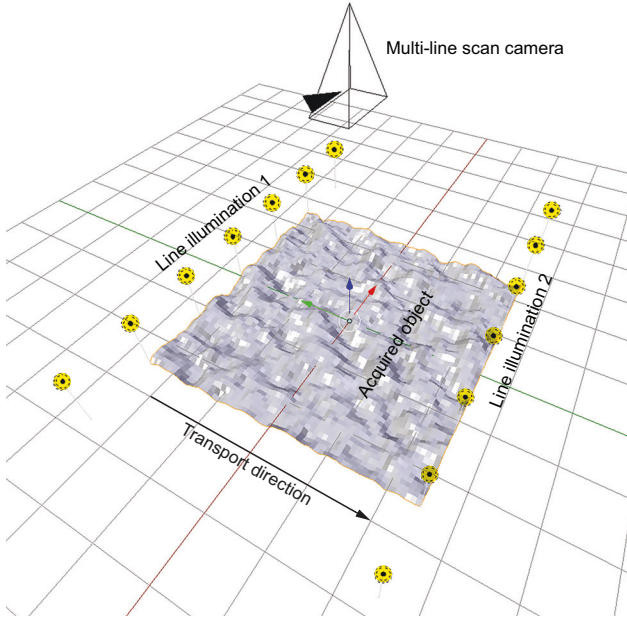 Multi-line scan camera
Line illumination 1
Line illumination 2
Acquired object
Transport direction